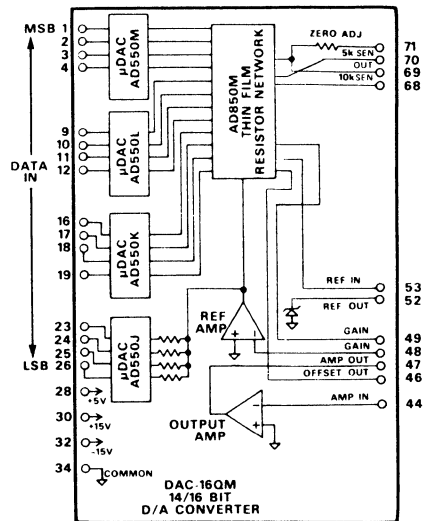 MSB 1
2
3
4
µDAC
AD550M
9
10
11
12
µDAC
AD550L
DATA
IN
16
17
18
19
µDAC
AD550K
23
24
25
LSB 26
µDAC
AD550J
28 +5V
30 +15V
32 -15V
34 COMMON
AD850M
THIN FILM
RESISTOR NETWORK
ZERO ADJ 71
5k SEN 70
OUT 69
10k SEN 68
REF IN 53
REF OUT 52
REF
AMP
+ -
GAIN 49
GAIN 48
AMP OUT 47
OFFSET OUT 46
AMP IN 44
-
+
OUTPUT
AMP
DAC-16QM
14/16 BIT
D/A CONVERTER